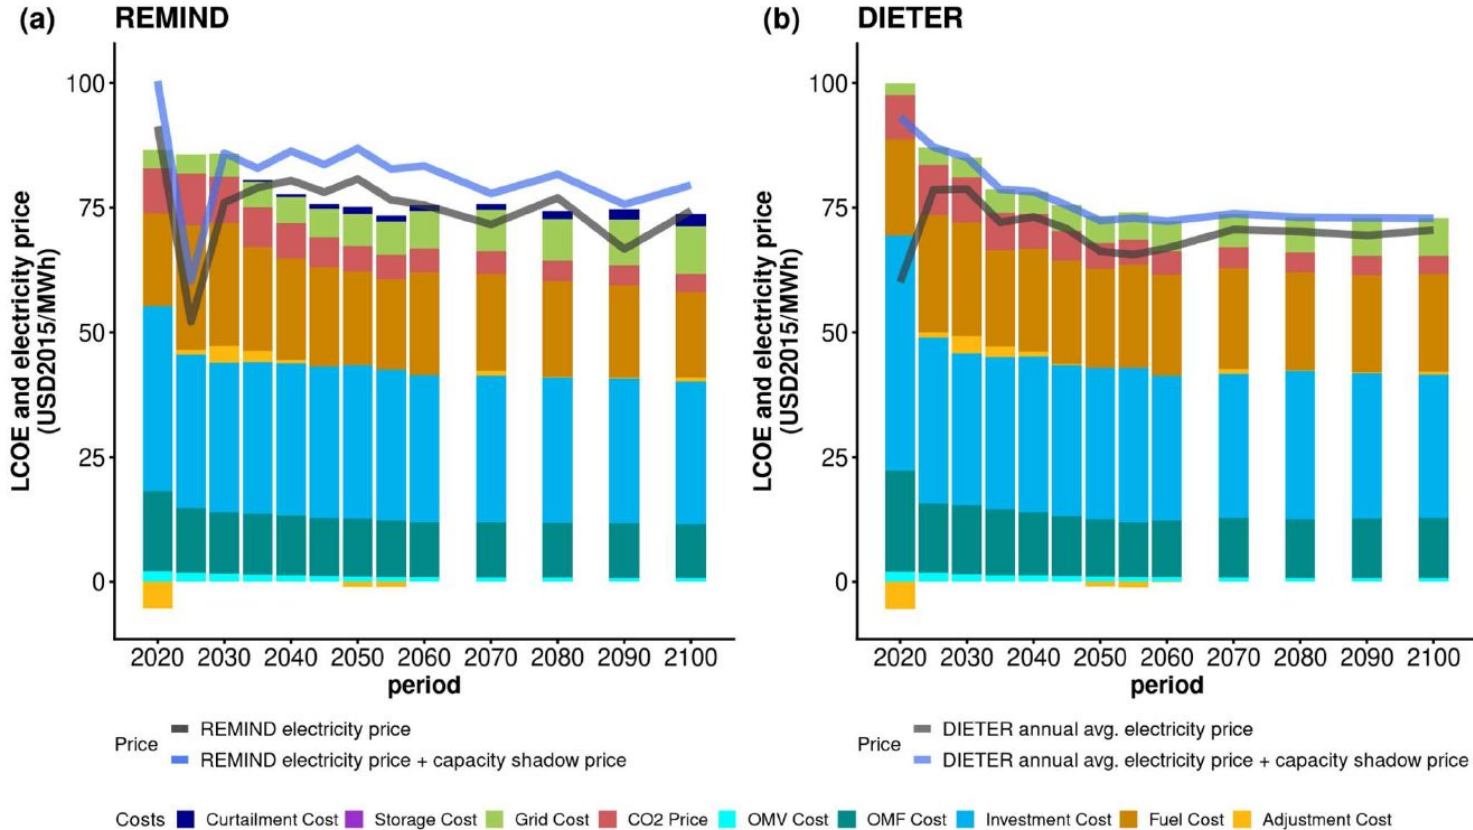 (a) REMIND
LCOE and electricity price
(USD2015/MWh)
100
75
50
25
0
2020 2030 2040 2050 2060 2070 2080 2090 2100
period
Price
REMIND electricity price
REMIND electricity price + capacity shadow price
(b) DIETER
LCOE and electricity price
(USD2015/MWh)
100
75
50
25
0
2020 2030 2040 2050 2060 2070 2080 2090 2100
period
Price
DIETER annual avg. electricity price
DIETER annual avg. electricity price + capacity shadow price
Costs Curtailment Cost Storage Cost Grid Cost CO2 Price OMV Cost OMF Cost Investment Cost Fuel Cost Adjustment Cost